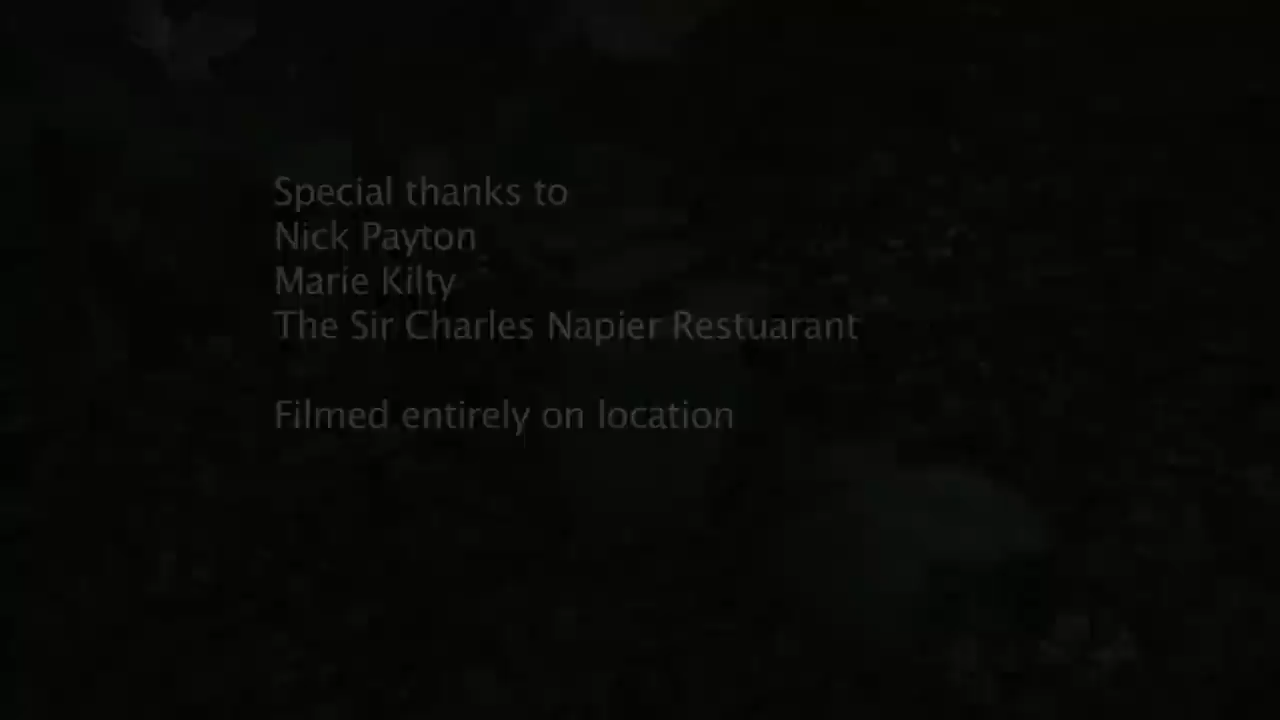 Special thanks to
Nick Payton
Marie Kilty
The Sir Charles Napier Restuarant
Filmed entirely on location